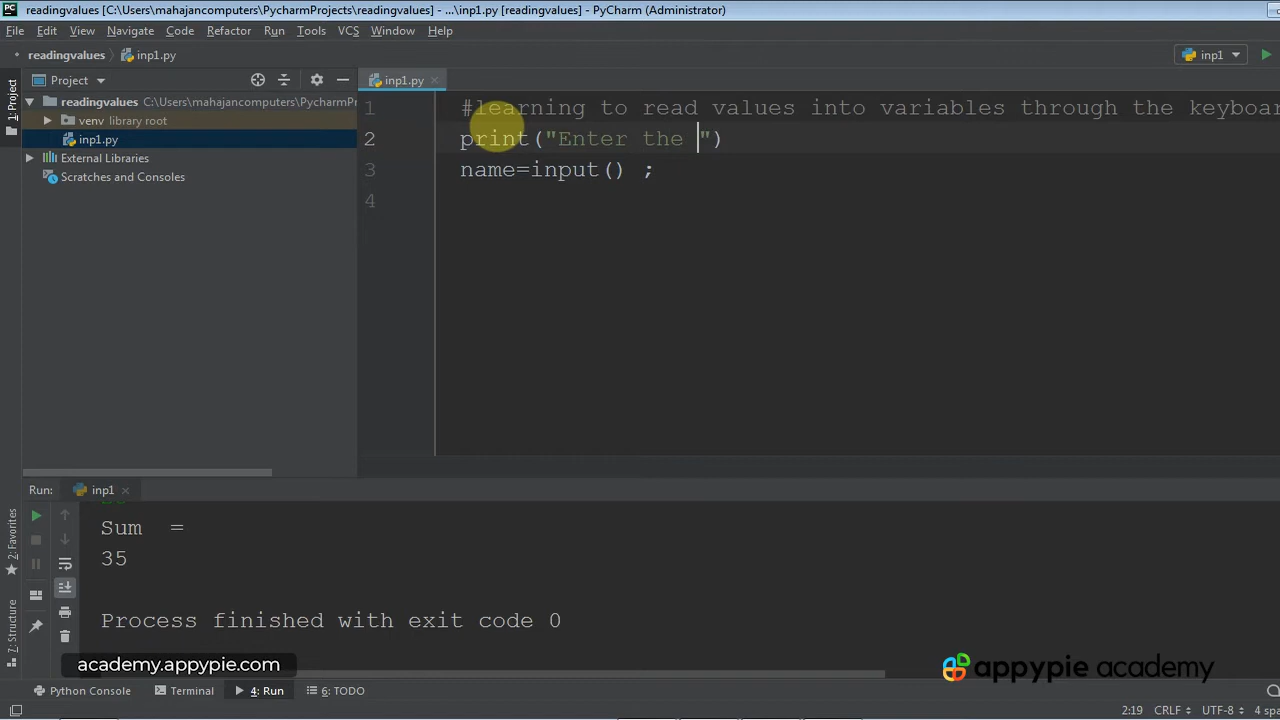 readingvalues [C:\Users\mahajancomputers\PycharmProjects\readingvalues] - ...\inp1.py [readingvalues] - PyCharm (Administrator)
File Edit View Navigate Code Refactor Run Tools VCS Window Help
readingvalues inp1.py inp1
1: Project
Project
inp1.py
readingvalues C:\Users\mahajancomputers\PycharmPr
venv library root
inp1.py
External Libraries
Scratches and Consoles
1 #learning to read values into variables through the keyboar
2 print("Enter the ")
3 name=input() ;
4
Run: inp1
Sum =
35
Process finished with exit code 0
2: Favorites
7: Structure
academy.appypie.com
appypie academy
Python Console Terminal 4: Run 6: TODO
2:19 CRLF UTF-8 4 spa